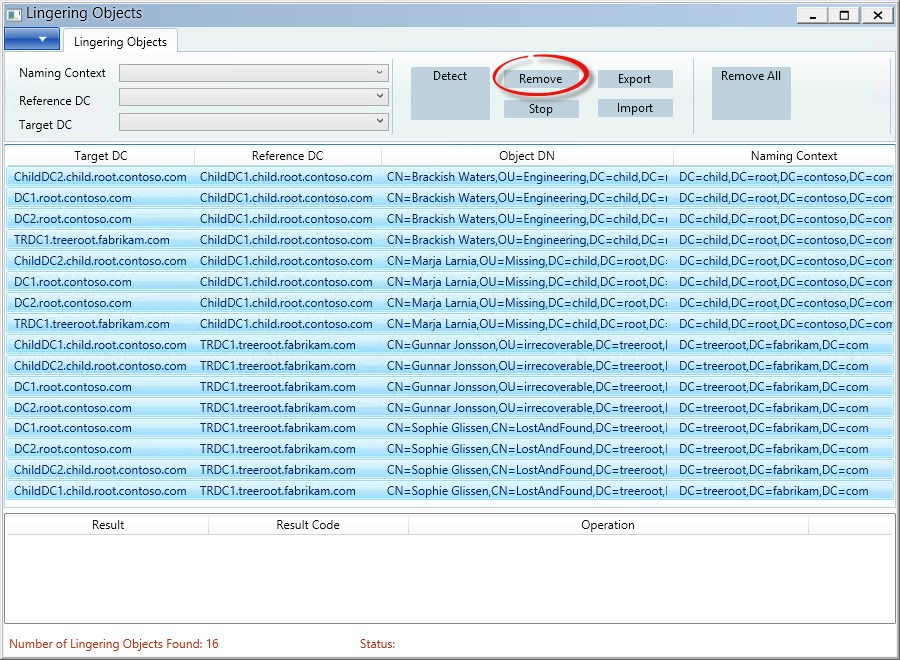 Lingering Objects
Lingering Objects
Naming Context
Reference DC
Target DC
Detect
Remove
Stop
Export
Import
Remove All
Target DC Reference DC Object DN Naming Context
ChildDC2.child.root.contoso.com ChildDC1.child.root.contoso.com CN=Brackish Waters,OU=Engineering,DC=child,DC= DC=child,DC=root,DC=contoso,DC=com
DC1.root.contoso.com ChildDC1.child.root.contoso.com CN=Brackish Waters,OU=Engineering,DC=child,DC= DC=child,DC=root,DC=contoso,DC=com
DC2.root.contoso.com ChildDC1.child.root.contoso.com CN=Brackish Waters,OU=Engineering,DC=child,DC= DC=child,DC=root,DC=contoso,DC=com
TRDC1.treeroot.fabrikam.com ChildDC1.child.root.contoso.com CN=Brackish Waters,OU=Engineering,DC=child,DC= DC=child,DC=root,DC=contoso,DC=com
ChildDC2.child.root.contoso.com ChildDC1.child.root.contoso.com CN=Marja Larnia,OU=Missing,DC=child,DC=root,DC= DC=child,DC=root,DC=contoso,DC=com
DC1.root.contoso.com ChildDC1.child.root.contoso.com CN=Marja Larnia,OU=Missing,DC=child,DC=root,DC= DC=child,DC=root,DC=contoso,DC=com
DC2.root.contoso.com ChildDC1.child.root.contoso.com CN=Marja Larnia,OU=Missing,DC=child,DC=root,DC= DC=child,DC=root,DC=contoso,DC=com
TRDC1.treeroot.fabrikam.com ChildDC1.child.root.contoso.com CN=Marja Larnia,OU=Missing,DC=child,DC=root,DC= DC=child,DC=root,DC=contoso,DC=com
ChildDC1.child.root.contoso.com TRDC1.treeroot.fabrikam.com CN=Gunnar Jonsson,OU=irrecoverable,DC=treeroot, DC=treeroot,DC=fabrikam,DC=com
ChildDC2.child.root.contoso.com TRDC1.treeroot.fabrikam.com CN=Gunnar Jonsson,OU=irrecoverable,DC=treeroot, DC=treeroot,DC=fabrikam,DC=com
DC1.root.contoso.com TRDC1.treeroot.fabrikam.com CN=Gunnar Jonsson,OU=irrecoverable,DC=treeroot, DC=treeroot,DC=fabrikam,DC=com
DC2.root.contoso.com TRDC1.treeroot.fabrikam.com CN=Gunnar Jonsson,OU=irrecoverable,DC=treeroot, DC=treeroot,DC=fabrikam,DC=com
DC1.root.contoso.com TRDC1.treeroot.fabrikam.com CN=Sophie Glissen,CN=LostAndFound,DC=treeroot, DC=treeroot,DC=fabrikam,DC=com
DC2.root.contoso.com TRDC1.treeroot.fabrikam.com CN=Sophie Glissen,CN=LostAndFound,DC=treeroot, DC=treeroot,DC=fabrikam,DC=com
ChildDC2.child.root.contoso.com TRDC1.treeroot.fabrikam.com CN=Sophie Glissen,CN=LostAndFound,DC=treeroot, DC=treeroot,DC=fabrikam,DC=com
ChildDC1.child.root.contoso.com TRDC1.treeroot.fabrikam.com CN=Sophie Glissen,CN=LostAndFound,DC=treeroot, DC=treeroot,DC=fabrikam,DC=com
Result Result Code Operation
Number of Lingering Objects Found: 16 Status: